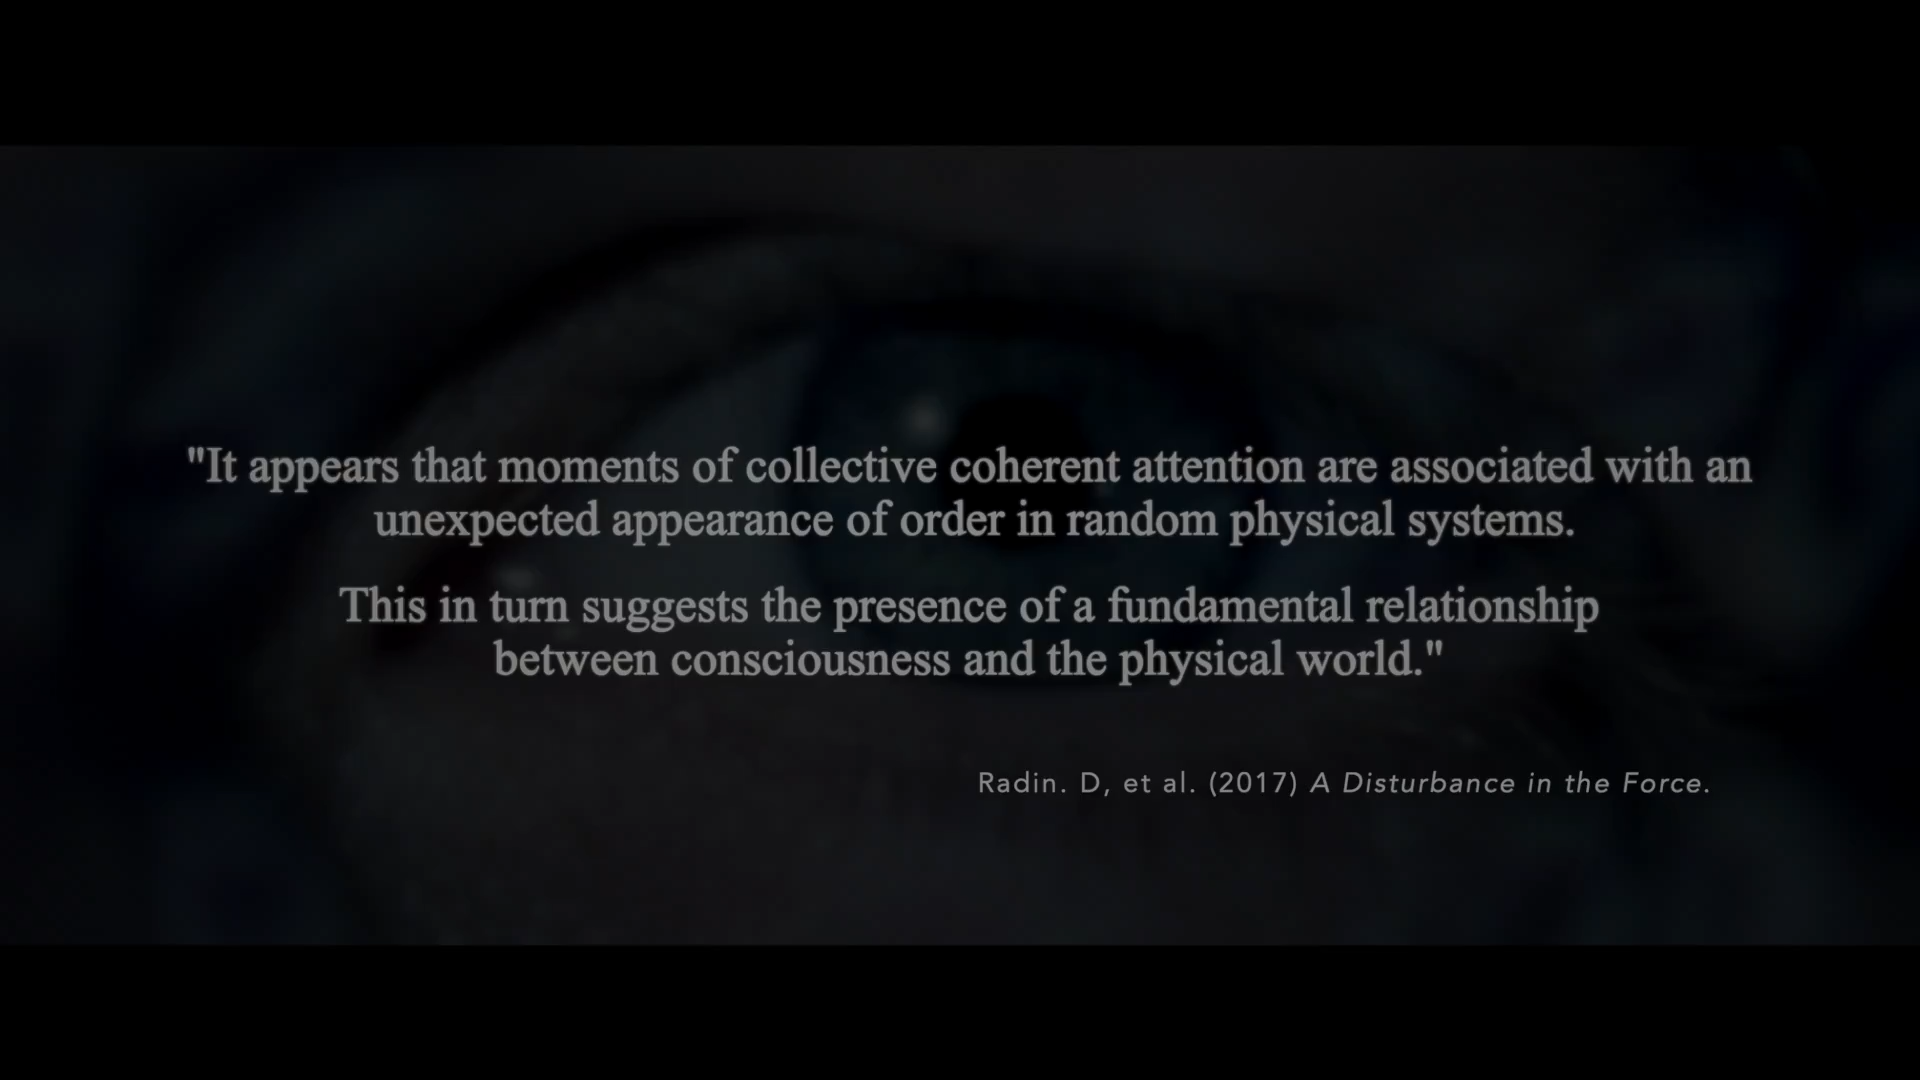 "It appears that moments of collective coherent attention are associated with an
unexpected appearance of order in random physical systems.
This in turn suggests the presence of a fundamental relationship
between consciousness and the physical world."
Radin. D, et al. (2017) A Disturbance in the Force.